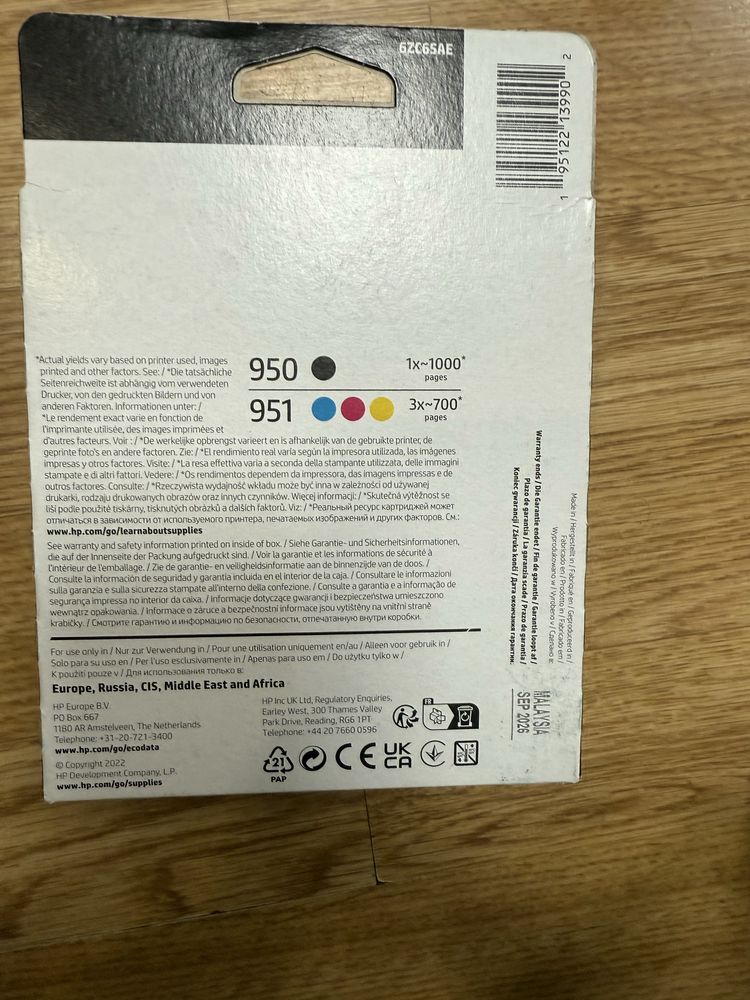 6ZC65AE
1 95122 13990 2
*Actual yields vary based on printer used, images
printed and other factors. See: / *Die tatsächliche
Seitenreichweite ist abhängig vom verwendeten
Drucker, von den gedruckten Bildern und von
anderen Faktoren. Informationen unter: /
*Le rendement exact varie en fonction de
l'imprimante utilisée, des images imprimées et
d'autres facteurs. Voir : / *De werkelijke opbrengst varieert en is afhankelijk van de gebruikte printer, de
geprinte foto's en andere factoren. Zie: / *El rendimiento real varía según la impresora utilizada, las imágenes
impresas y otros factores. Visite: / *La resa effettiva varia a seconda della stampante utilizzata, delle immagini
stampate e di altri fattori. Vedere: / *Os rendimentos dependem da impressora, das imagens impressas e de
outros factores. Consulte: / *Rzeczywista wydajność wkładu może być inna w zależności od używanej
drukarki, rodzaju drukowanych obrazów oraz innych czynników. Więcej informacji: / *Skutečná výtěžnost se
liší podle použité tiskárny, tisknutých obrázků a dalších faktorů. Viz: / *Реальный ресурс картриджей может
отличаться в зависимости от используемого принтера, печатаемых изображений и других факторов. См.:
www.hp.com/go/learnaboutsupplies
950
1x~1000*
pages
951
3x~700*
pages
See warranty and safety information printed on inside of box. / Siehe Garantie- und Sicherheitsinformationen,
die auf der Innenseite der Packung aufgedruckt sind. / Voir la garantie et les informations de sécurité à
l'intérieur de l'emballage. / Zie de garantie- en veiligheidsinformatie aan de binnenzijde van de doos. /
Consulte la información de seguridad y garantía incluida en el interior de la caja. / Consultare le informazioni
sulla garanzia e sulla sicurezza stampate all'interno della confezione. / Consulte a garantia e a informação de
segurança impressa no interior da caixa. / Informacje dotyczące gwarancji i bezpieczeństwa umieszczono
wewnątrz opakowania. / Informace o záruce a bezpečnostní informace jsou vytištěny na vnitřní straně
krabičky. / Смотрите гарантию и информацию по безопасности, отпечатанную внутри коробки.
For use only in / Nur zur Verwendung in / Pour une utilisation uniquement en/au / Alleen voor gebruik in /
Solo para su uso en / Per l'uso esclusivamente in / Apenas para uso em / Do użytku tylko w /
K použití pouze v / Для использования только в:
Europe, Russia, CIS, Middle East and Africa
HP Europe B.V.
PO Box 667
1180 AR Amstelveen, The Netherlands
Telephone: +31-20-721-3400
www.hp.com/go/ecodata
© Copyright 2022
HP Development Company, L.P.
www.hp.com/go/supplies
HP Inc UK Ltd, Regulatory Enquiries,
Earley West, 300 Thames Valley
Park Drive, Reading, RG6 1PT
Telephone: +44 20 7660 0596
FR
21
PAP
CE
UK
CA
Made in / Hergestellt in / Fabriqué en / Geproduceerd in /
Fabricado en / Prodotto in / Fabricado em /
Wyprodukowano w / Vyrobeno v / Сделано в:
Warranty ends / Die Garantie endet / Fin de garantie / Garantie loopt af /
Plazo de garantía / La garanzia scade / Prazo de garantia /
Koniec gwarancji / Záruka končí / Дата окончания гарантии:
MALAYSIA
SEP 2026